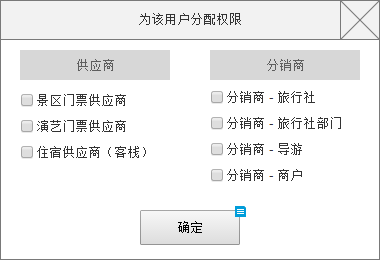 为该用户分配权限
供应商
景区门票供应商
演艺门票供应商
住宿供应商（客栈）
分销商
分销商 - 旅行社
分销商 - 旅行社部门
分销商 - 导游
分销商 - 商户
确定